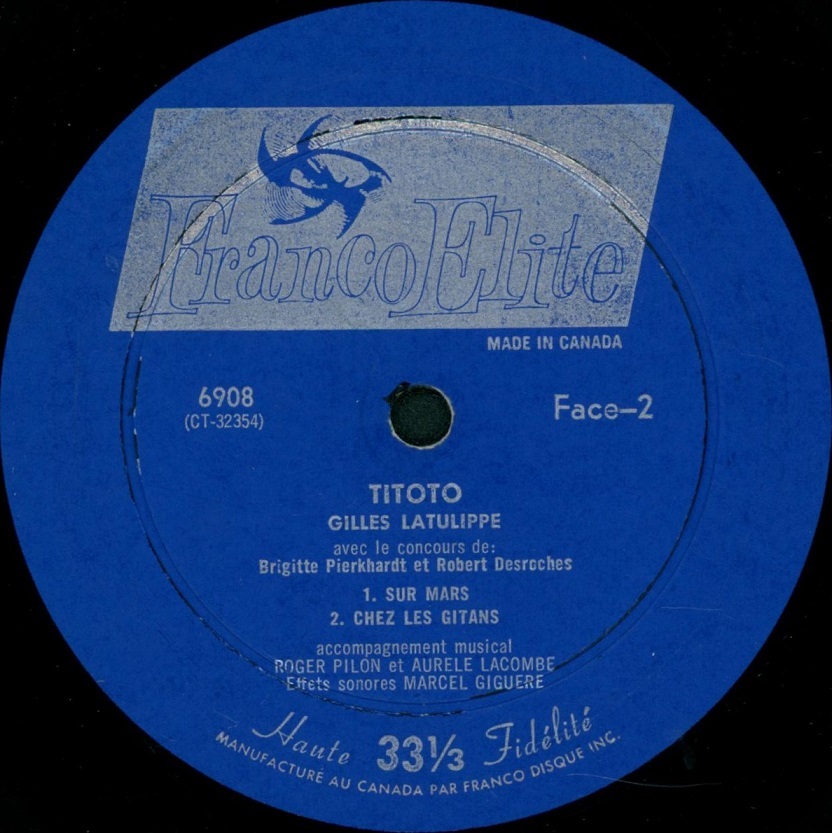 FrancoElite
MADE IN CANADA
6908
(CT-32354)
Face-2
TITOTO
GILLES LATULIPPE
avec le concours de:
Brigitte Pierkhardt et Robert Desroches
1. SUR MARS
2. CHEZ LES GITANS
accompagnement musical
ROGER PILON et AURELE LACOMBE
Effets sonores MARCEL GIGUERE
Haute 33⅓ Fidélité
MANUFACTURÉ AU CANADA PAR FRANCO DISQUE INC.